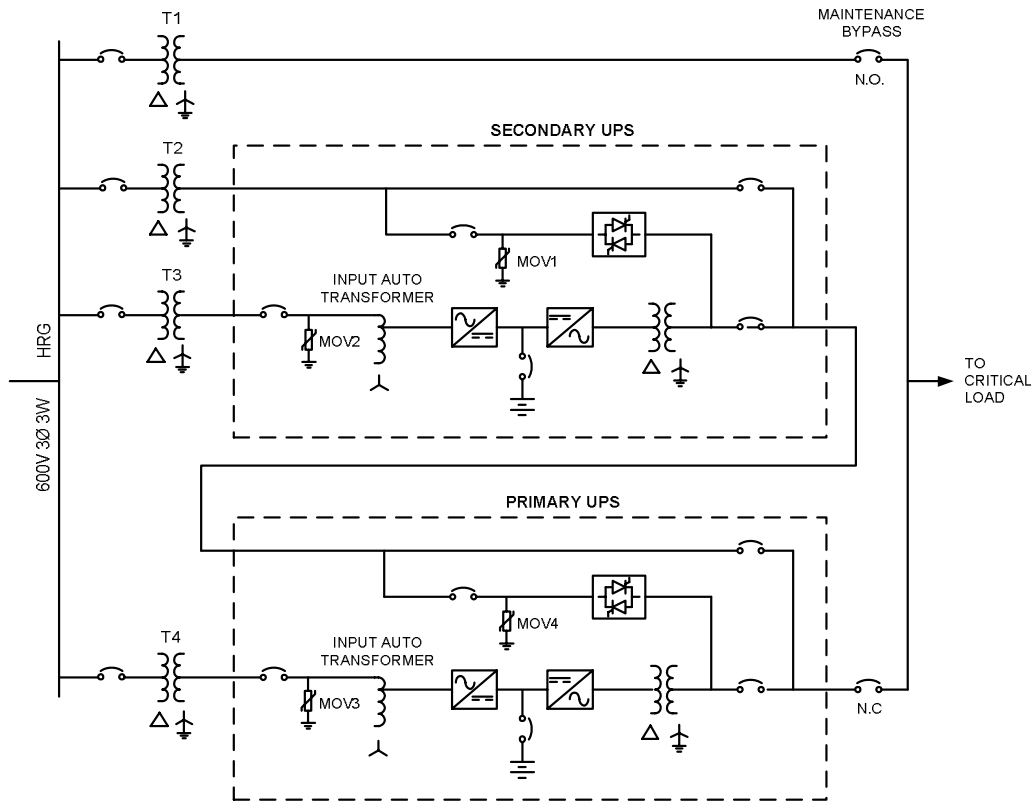 T1
MAINTENANCE
BYPASS
N.O.
T2
SECONDARY UPS
MOV1
T3
INPUT AUTO
TRANSFORMER
MOV2
HRG
600V 3Ø 3W
TO
CRITICAL
LOAD
PRIMARY UPS
MOV4
T4
INPUT AUTO
TRANSFORMER
MOV3
N.C